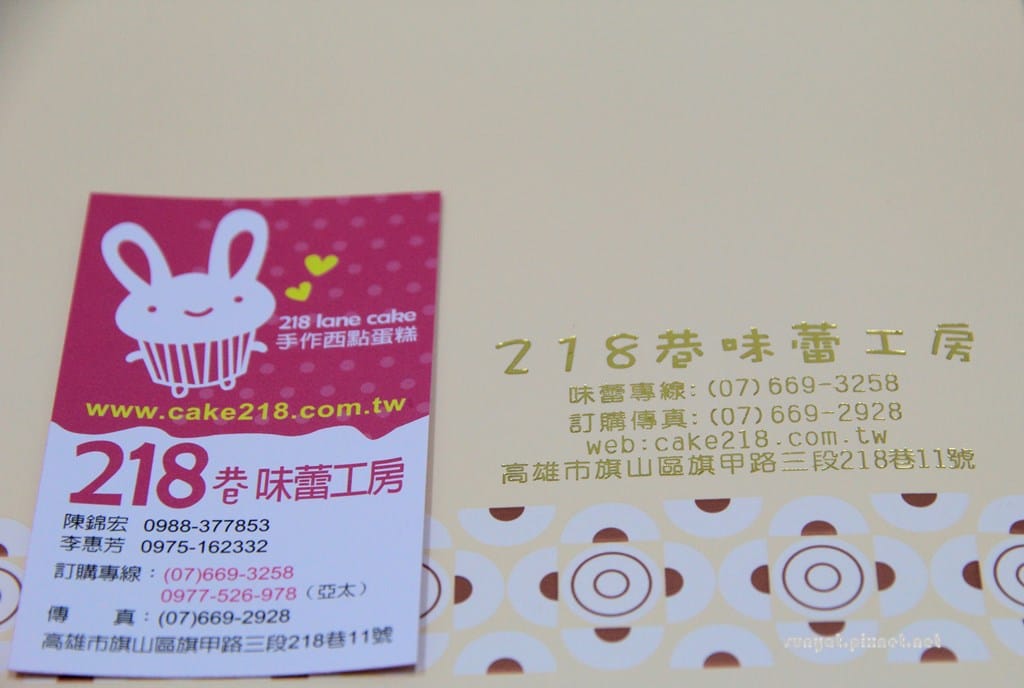 218 lane cake
手作西點蛋糕
www.cake218.com.tw
218巷 味蕾工房
陳錦宏 0988-377853
李惠芳 0975-162332
訂購專線：(07)669-3258
0977-526-978（亞太）
傳 真：(07)669-2928
高雄市旗山區旗甲路三段218巷11號
218巷味蕾工房
味蕾專線:(07)669-3258
訂購傳真:(07)669-2928
web:cake218.com.tw
高雄市旗山區旗甲路三段218巷11號
sunyat.pixnet.net